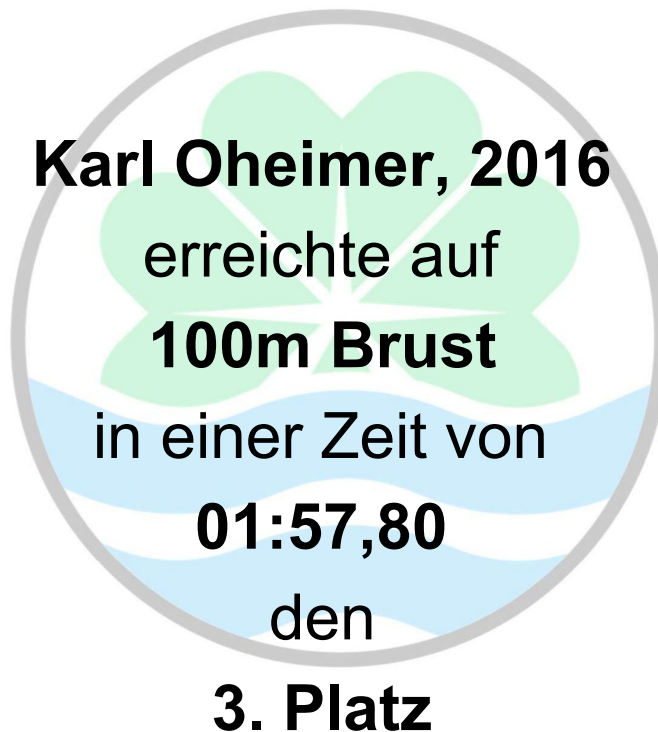 Karl Oheimer, 2016
erreichte auf
100m Brust
in einer Zeit von
01:57,80
den
3. Platz